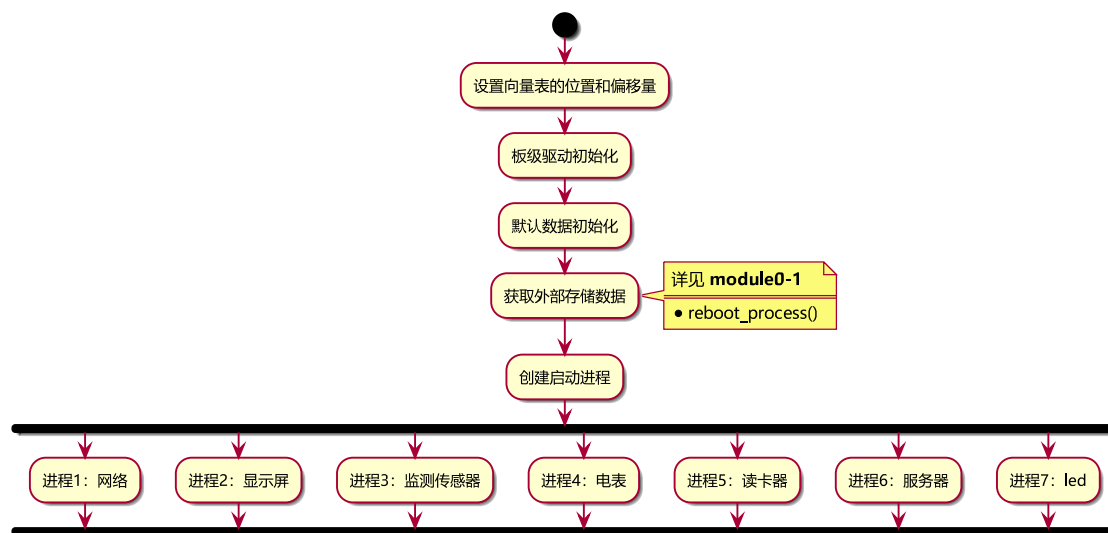 设置向量表的位置和偏移量
板级驱动初始化
默认数据初始化
获取外部存储数据
详见 module0-1
• reboot_process()
创建启动进程
进程1：网络
进程2：显示屏
进程3：监测传感器
进程4：电表
进程5：读卡器
进程6：服务器
进程7：led